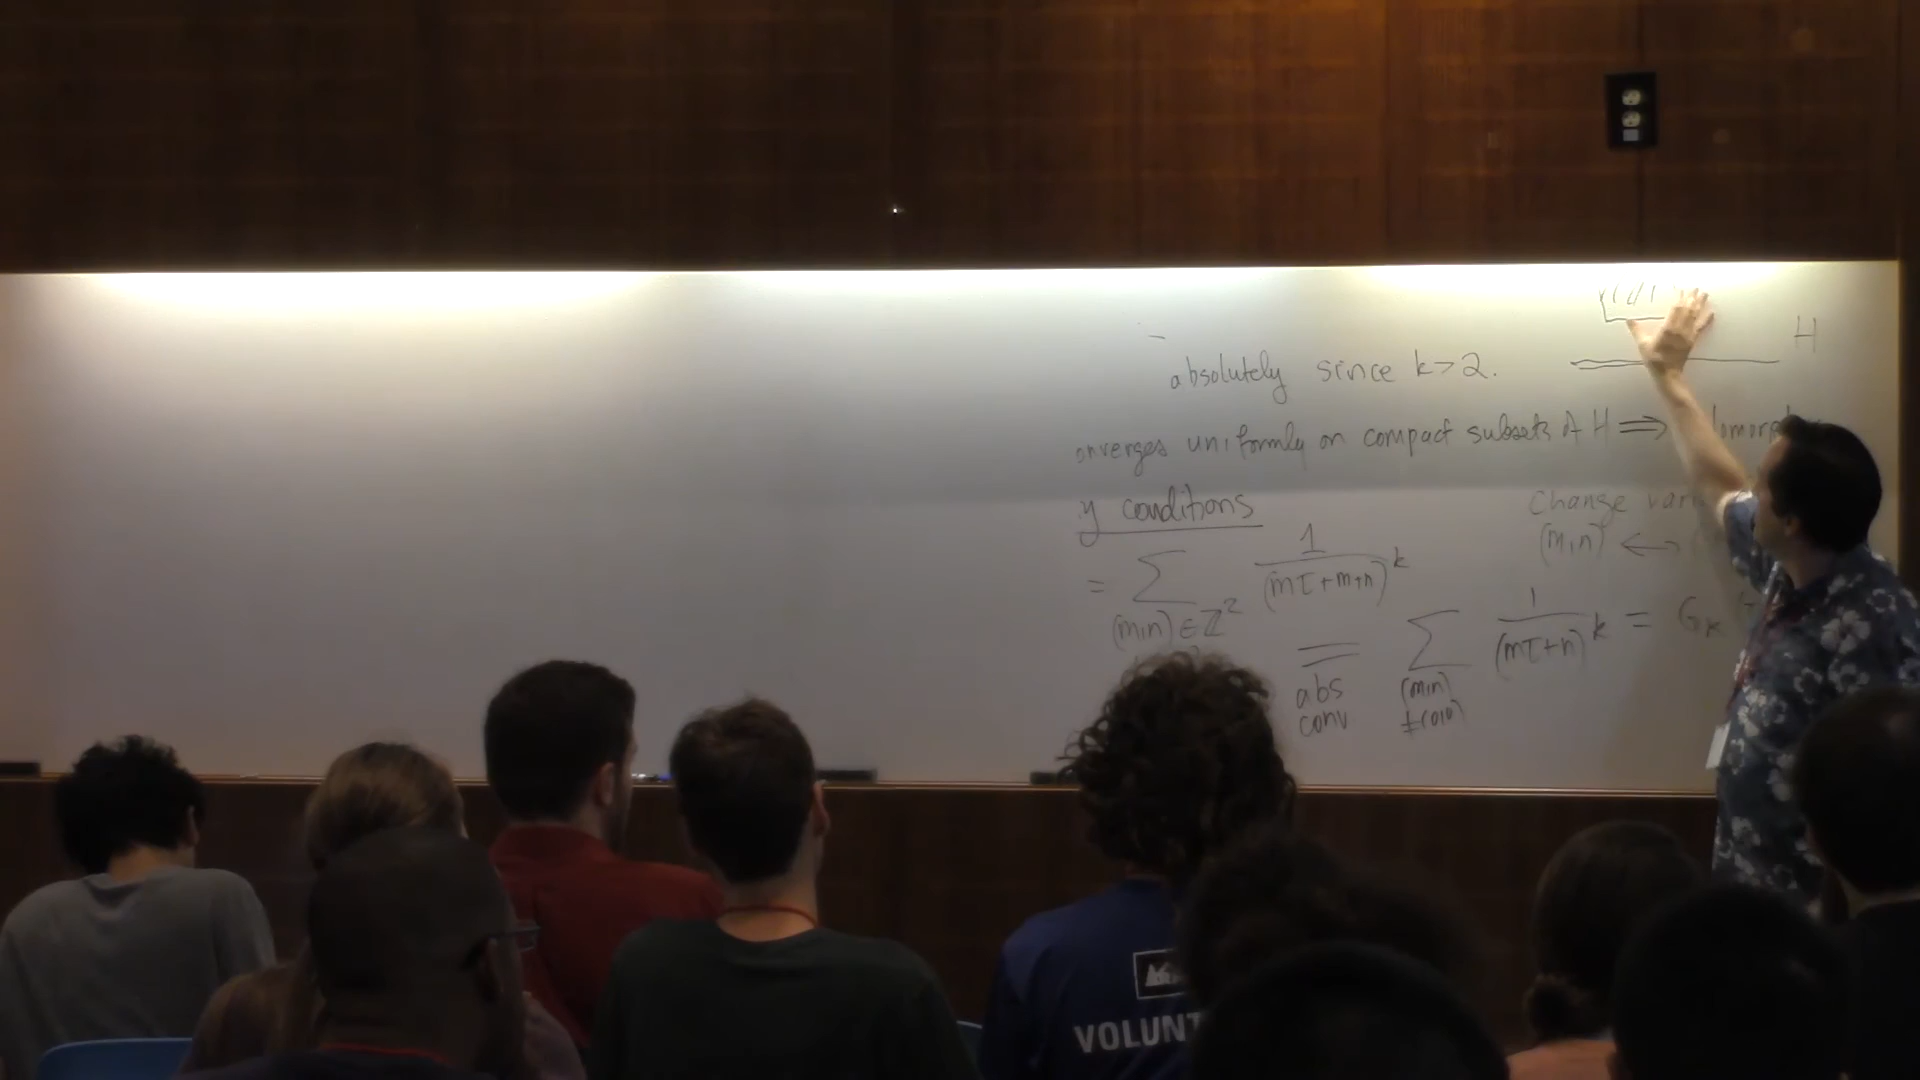 H
absolutely since k>2.
onverges uniformly on compact subsets of H ⟹
y conditions
Change
(m,n) ⟷
= ∑ 1/(mτ+m+n)^k
(m,n)∈ℤ²
= ∑ 1/(mτ+n)^k = G_k
abs (m,n)
conv ≠(0,0)
VOLUNT